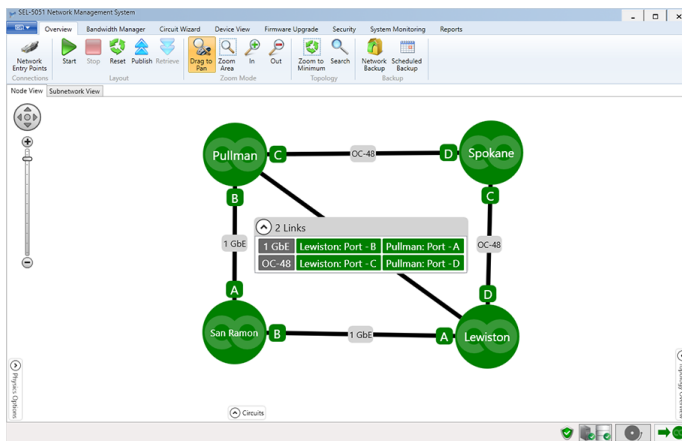 SEL-5051 Network Management System
Overview Bandwidth Manager Circuit Wizard Device View Firmware Upgrade Security System Monitoring Reports
Network Entry Points Start Stop Reset Publish Retrieve Drag to Pan Zoom Area In Out Zoom to Minimum Search Network Backup Scheduled Backup
Connections Layout Zoom Mode Topology Backup
Node View Subnetwork View
Pullman C OC-48 D Spokane
B C
2 Links
1 GbE Lewiston: Port - B Pullman: Port - A
OC-48 Lewiston: Port - C Pullman: Port - D
1 GbE OC-48
A D
San Ramon B 1 GbE A Lewiston
Physics Options
Circuits